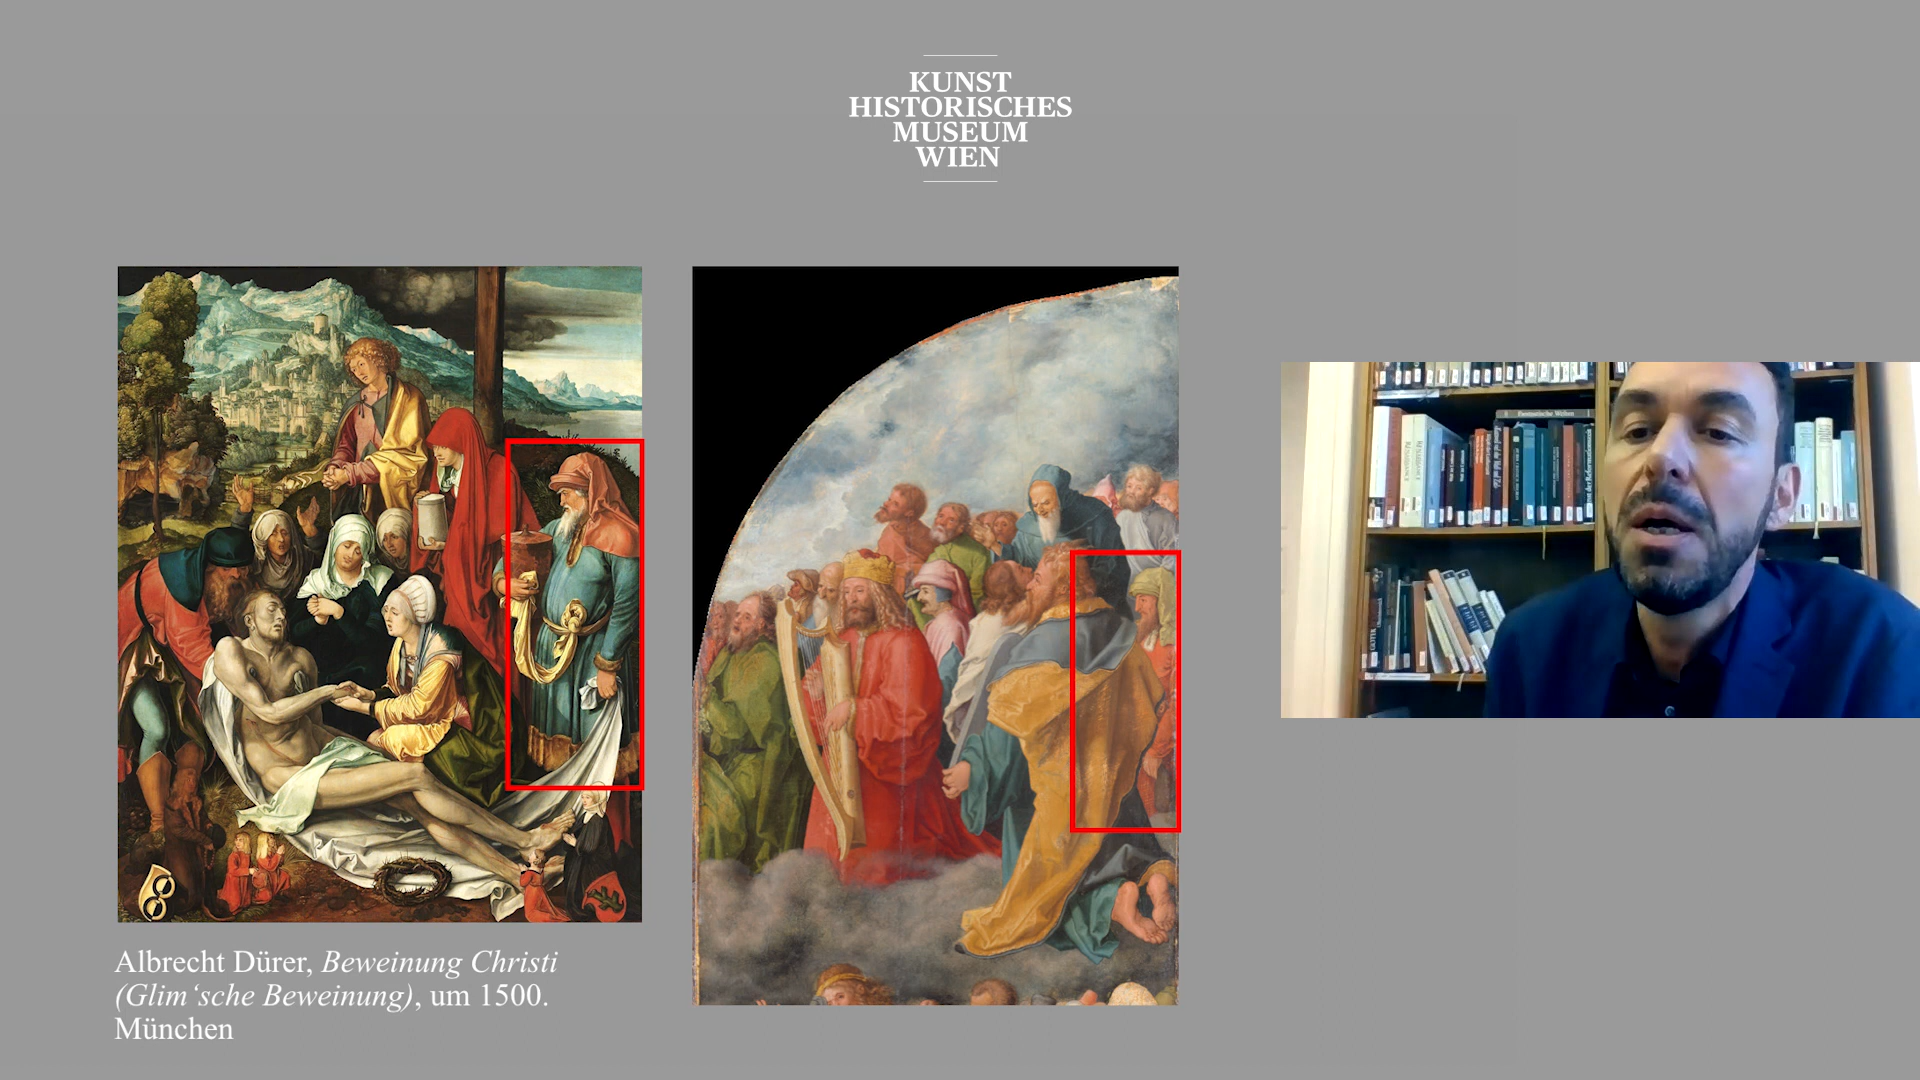 KUNST
HISTORISCHES
MUSEUM
WIEN
Albrecht Dürer, Beweinung Christi
(Glim‘sche Beweinung), um 1500.
München